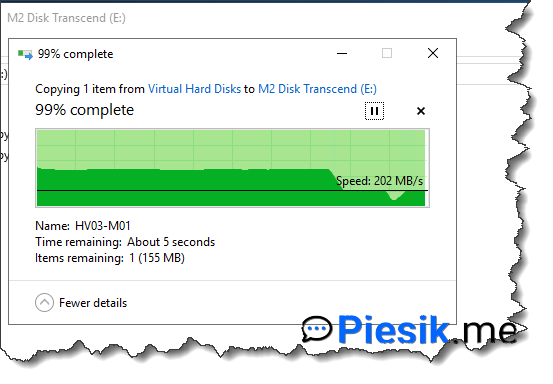 M2 Disk Transcend (E:)
99% complete
Copying 1 item from Virtual Hard Disks to M2 Disk Transcend (E:)
99% complete
Speed: 202 MB/s
Name: HV03-M01
Time remaining: About 5 seconds
Items remaining: 1 (155 MB)
Fewer details
Piesik.me